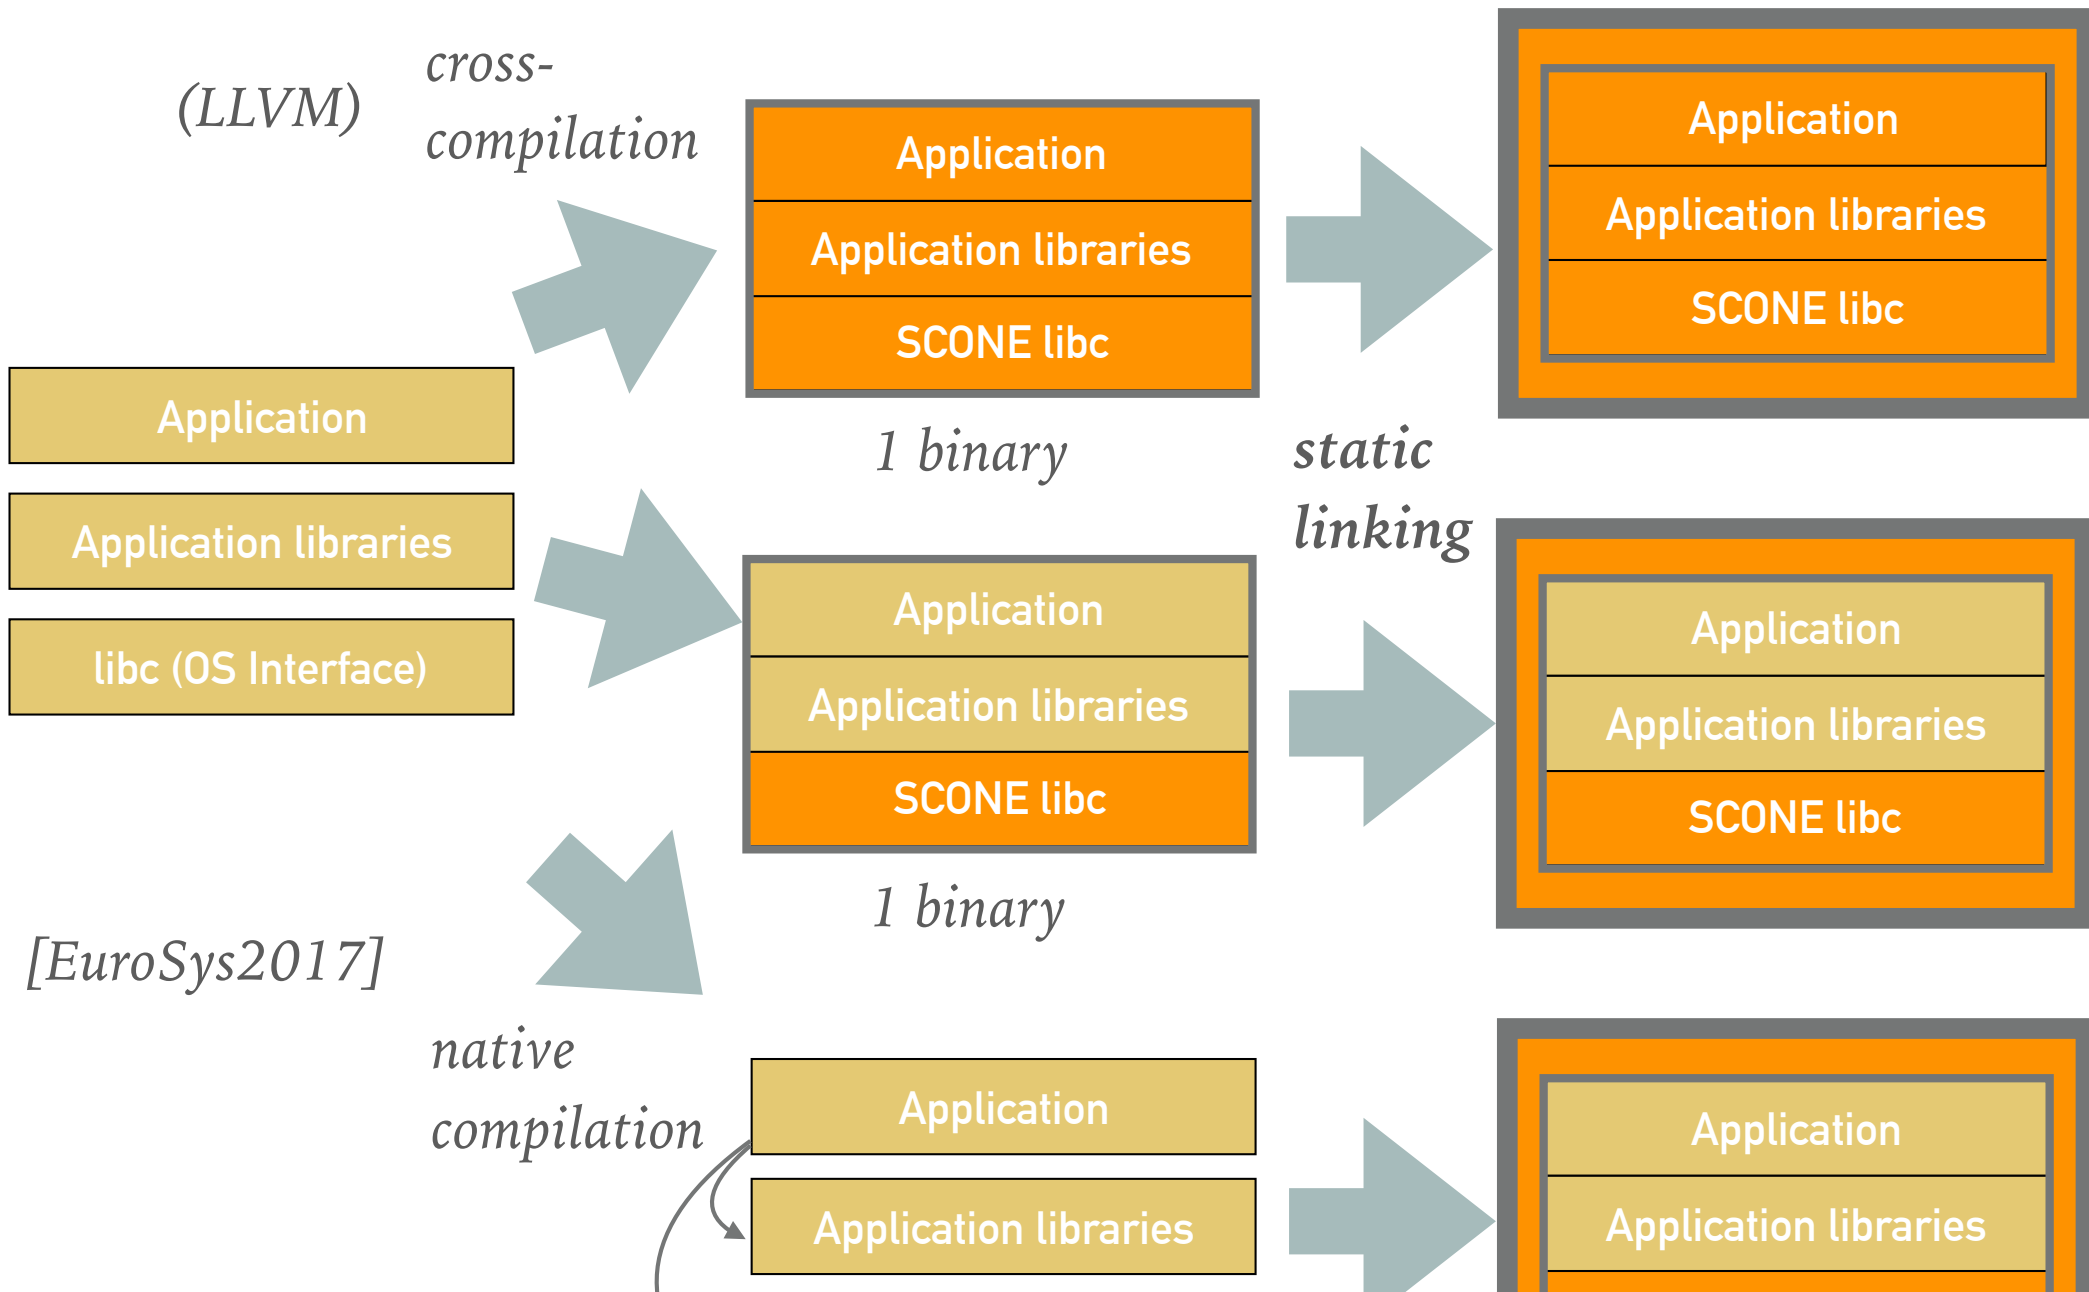 (LLVM)
cross-
compilation
Application
Application libraries
libc (OS Interface)
Application
Application libraries
SCONE libc
1 binary
Application
Application libraries
SCONE libc
static
linking
Application
Application libraries
SCONE libc
1 binary
Application
Application libraries
SCONE libc
[EuroSys2017]
native
compilation
Application
Application libraries
Application
Application libraries